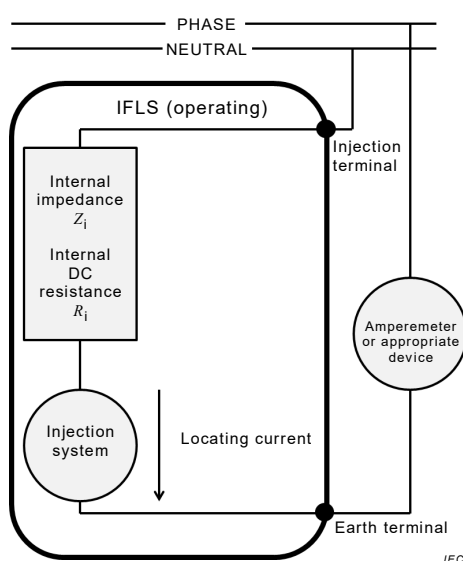 PHASE
NEUTRAL
IFLS (operating)
Injection
terminal
Internal
impedance
Zi
Internal
DC
resistance
Ri
Amperemeter
or appropriate
device
Injection
system
Locating current
Earth terminal
IEC